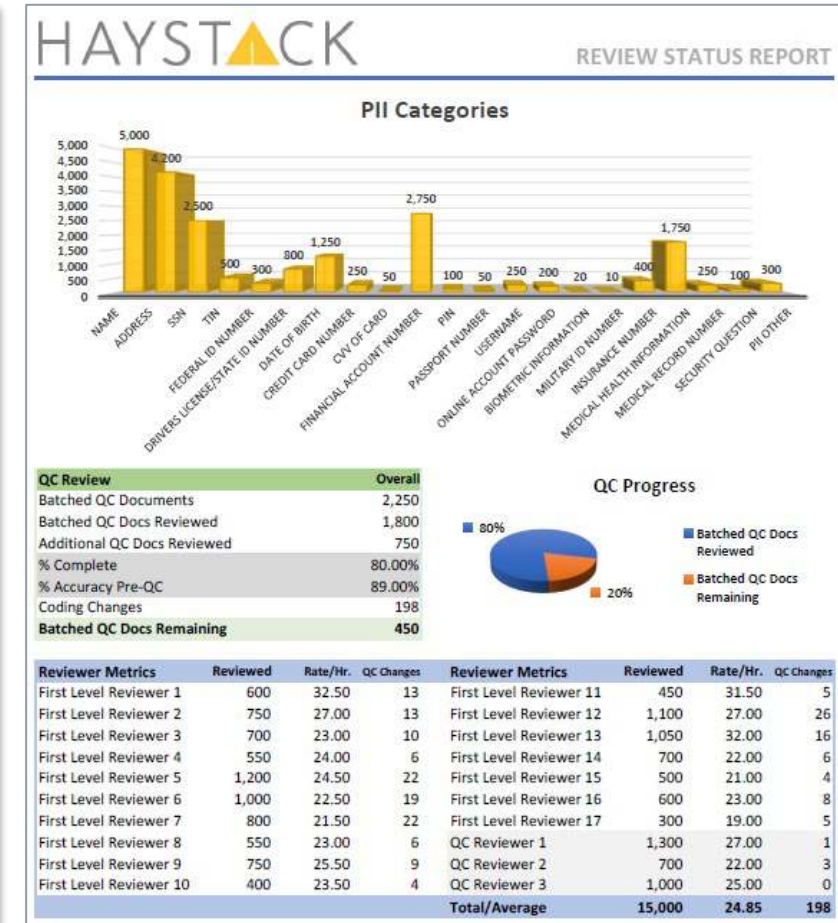 HAYSTACK
REVIEW STATUS REPORT
PII Categories
5,000
4,500
4,000
3,500
3,000
2,500
2,000
1,500
1,000
500
0
5,000
4,200
2,500
500
300
800
1,250
250
50
2,750
100
50
250
200
20
10
400
1,750
250
100
300
NAME
ADDRESS
SSN
TIN
FEDERAL ID NUMBER
DRIVERS LICENSE/STATE ID NUMBER
DATE OF BIRTH
CREDIT CARD NUMBER
CVV OF CARD
FINANCIAL ACCOUNT NUMBER
PIN
PASSPORT NUMBER
USERNAME
ONLINE ACCOUNT PASSWORD
BIOMETRIC INFORMATION
MILITARY ID NUMBER
INSURANCE NUMBER
MEDICAL HEALTH INFORMATION
MEDICAL RECORD NUMBER
SECURITY QUESTION
PII OTHER
QC Review Overall
Batched QC Documents 2,250
Batched QC Docs Reviewed 1,800
Additional QC Docs Reviewed 750
% Complete 80.00%
% Accuracy Pre-QC 89.00%
Coding Changes 198
Batched QC Docs Remaining 450
QC Progress
80%
20%
Batched QC Docs
Reviewed
Batched QC Docs
Remaining
Reviewer Metrics Reviewed Rate/Hr. QC Changes Reviewer Metrics Reviewed Rate/Hr. QC Changes
First Level Reviewer 1 600 32.50 13 First Level Reviewer 11 450 31.50 5
First Level Reviewer 2 750 27.00 13 First Level Reviewer 12 1,100 27.00 26
First Level Reviewer 3 700 23.00 10 First Level Reviewer 13 1,050 32.00 16
First Level Reviewer 4 550 24.00 6 First Level Reviewer 14 700 22.00 6
First Level Reviewer 5 1,200 24.50 22 First Level Reviewer 15 500 21.00 4
First Level Reviewer 6 1,000 22.50 19 First Level Reviewer 16 600 23.00 8
First Level Reviewer 7 800 21.50 22 First Level Reviewer 17 300 19.00 5
First Level Reviewer 8 550 23.00 6 QC Reviewer 1 1,300 27.00 1
First Level Reviewer 9 750 25.50 9 QC Reviewer 2 700 22.00 3
First Level Reviewer 10 400 23.50 4 QC Reviewer 3 1,000 25.00 0
Total/Average 15,000 24.85 198